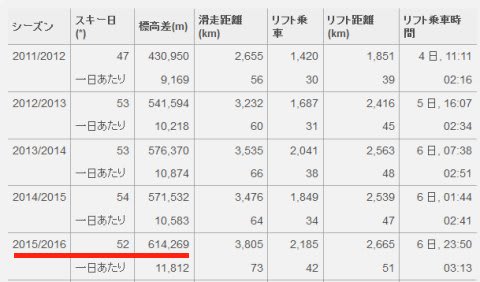 シーズン スキー日(*) 標高差(m) 滑走距離(km) リフト乗車 リフト距離(km) リフト乗車時間
2011/2012 47 430,950 2,655 1,420 1,851 4 日, 11:11
一日あたり 9,169 56 30 39 02:16
2012/2013 53 541,594 3,232 1,687 2,416 5 日, 16:07
一日あたり 10,218 60 31 45 02:34
2013/2014 53 576,370 3,535 2,041 2,563 6 日, 07:38
一日あたり 10,874 66 38 48 02:51
2014/2015 54 571,532 3,476 1,849 2,539 6 日, 01:44
一日あたり 10,583 64 34 47 02:41
2015/2016 52 614,269 3,805 2,185 2,665 6 日, 23:50
一日あたり 11,812 73 42 51 03:13